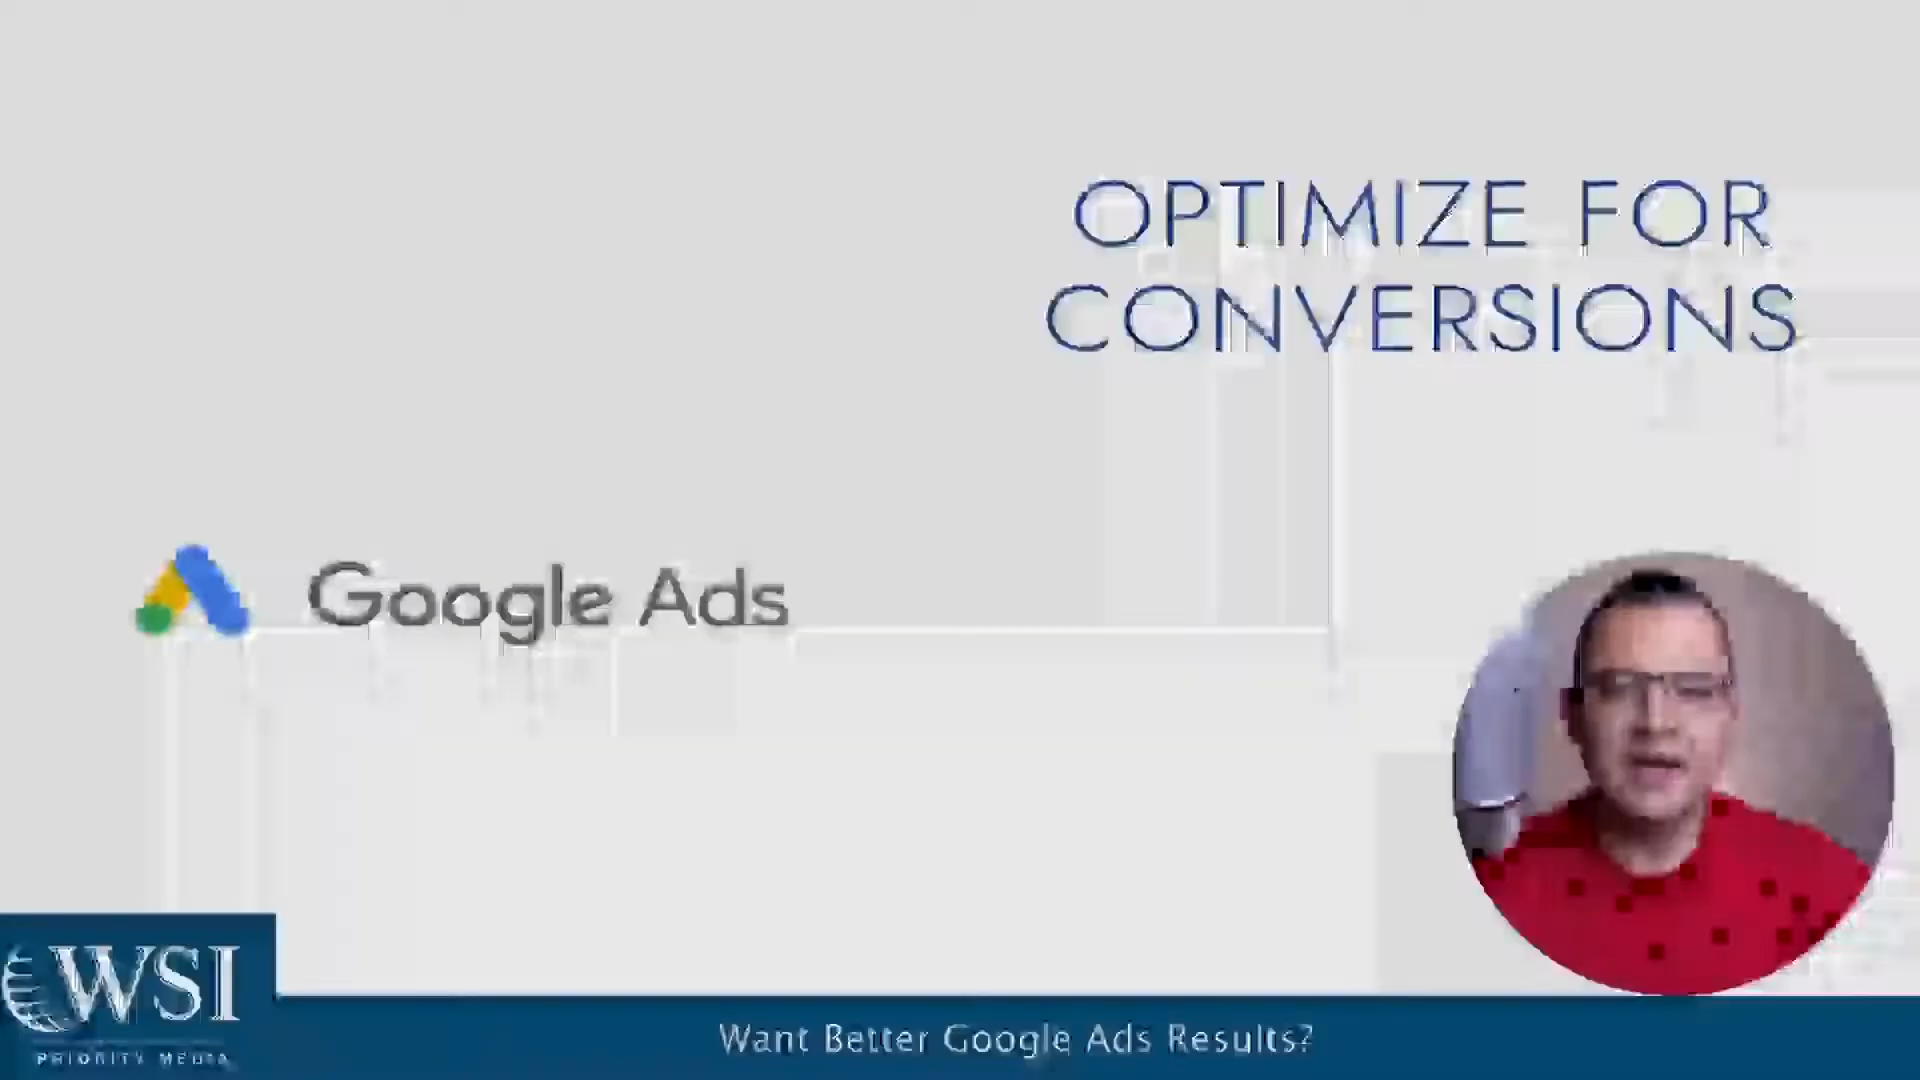 OPTIMIZE FOR
CONVERSIONS
Google Ads
WSI
PRIORITY MEDIA
Want Better Google Ads Results?